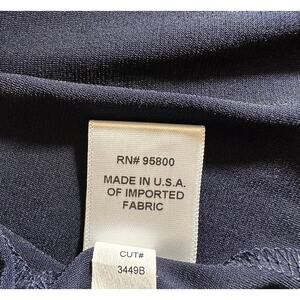 RN# 95800
MADE IN U.S.A.
OF IMPORTED
FABRIC
CUT#
3449B